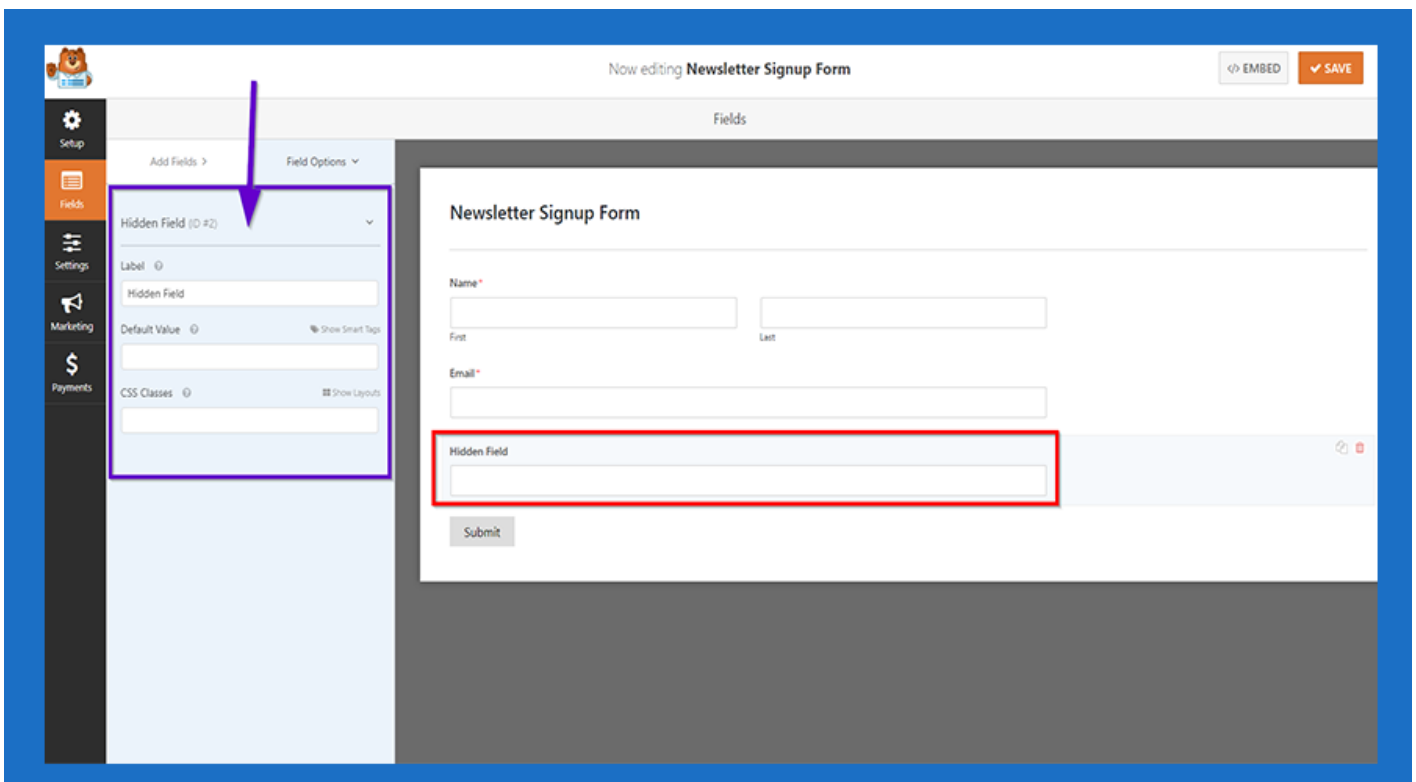 Now editing Newsletter Signup Form
</> EMBED
SAVE
Setup
Fields
Settings
Marketing
Payments
Fields
Add Fields >
Field Options
Hidden Field (ID #2)
Label
Hidden Field
Default Value
Show Smart Tags
CSS Classes
Show Layouts
Newsletter Signup Form
Name*
First
Last
Email*
Hidden Field
Submit